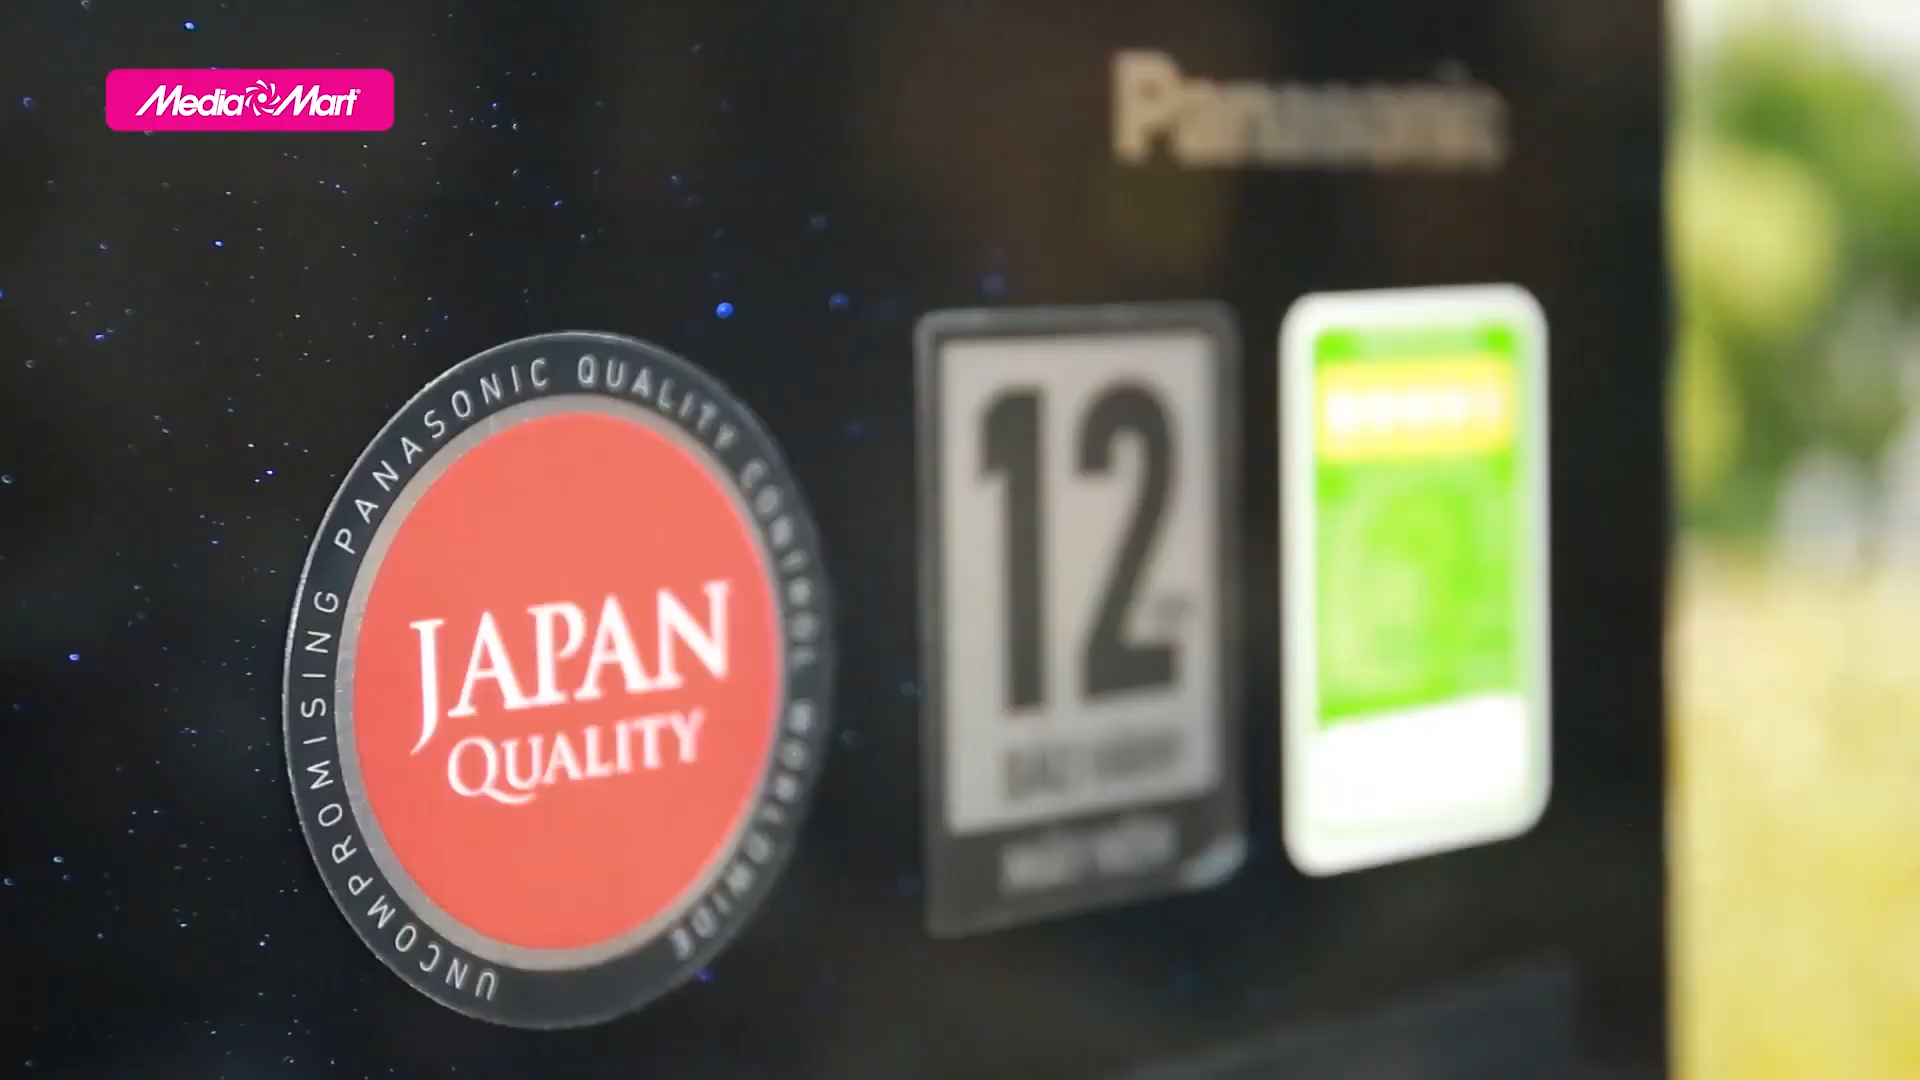 MediaMart
Panasonic
UNCOMPROMISING PANASONIC QUALITY CONTROL WORLDWIDE
JAPAN
QUALITY
12